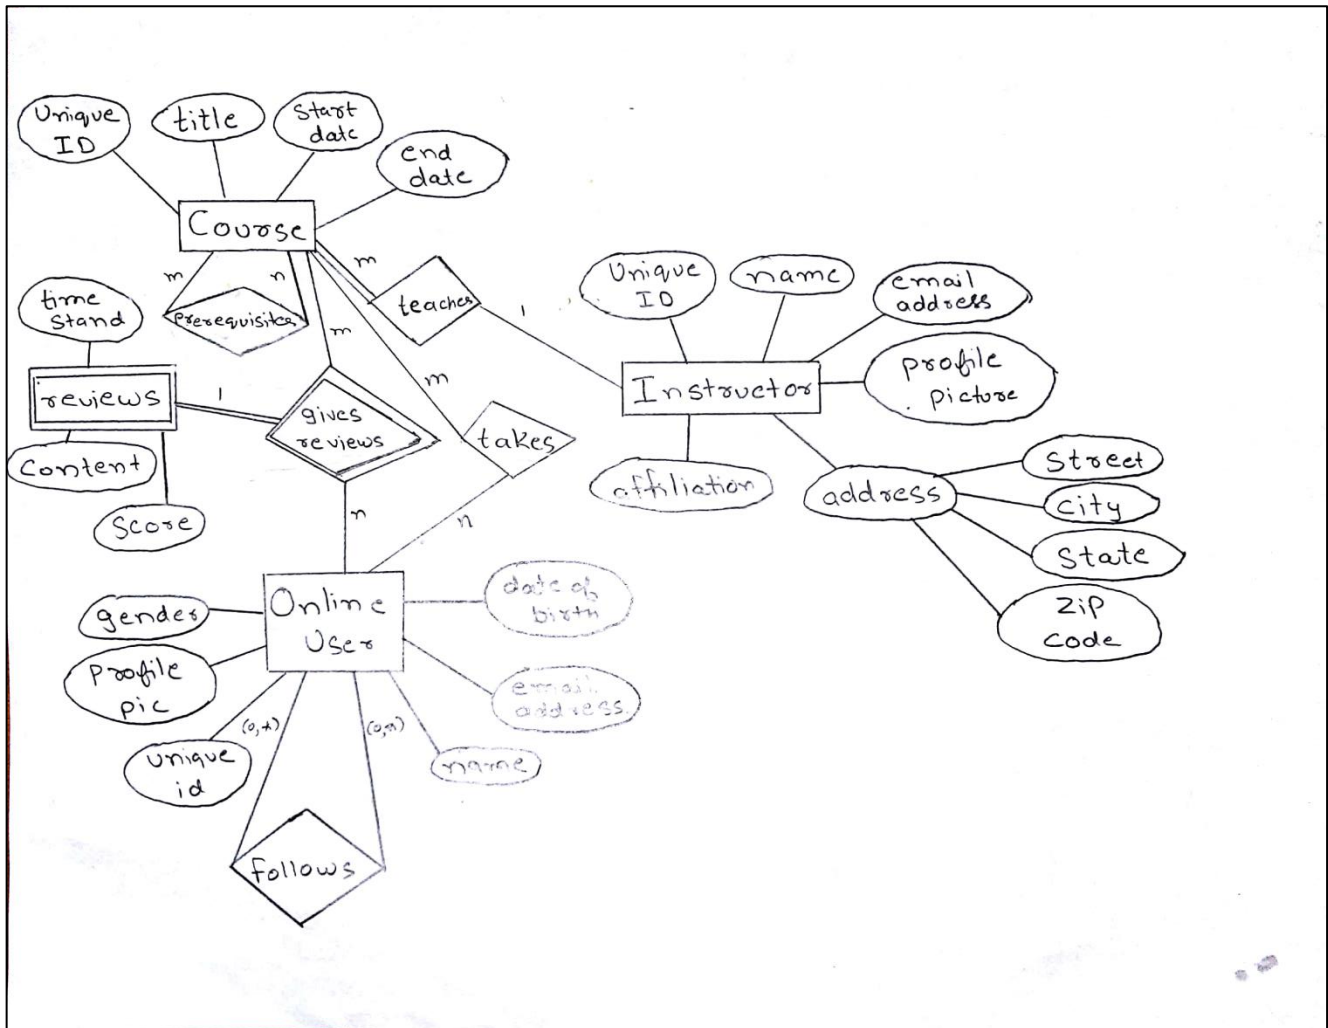 Unique
ID
title
Start
date
end
date
Course
m
n
m
prerequisites
teaches
1
m
m
time
Stand
reviews
1
gives
reviews
takes
Content
Score
n
n
Unique
ID
name
email
address
Instructor
profile
picture
affiliation
address
Street
city
State
Zip
code
Online
User
gender
Profile
pic
unique
id
date of
birth
email
address
name
(0,n)
follows